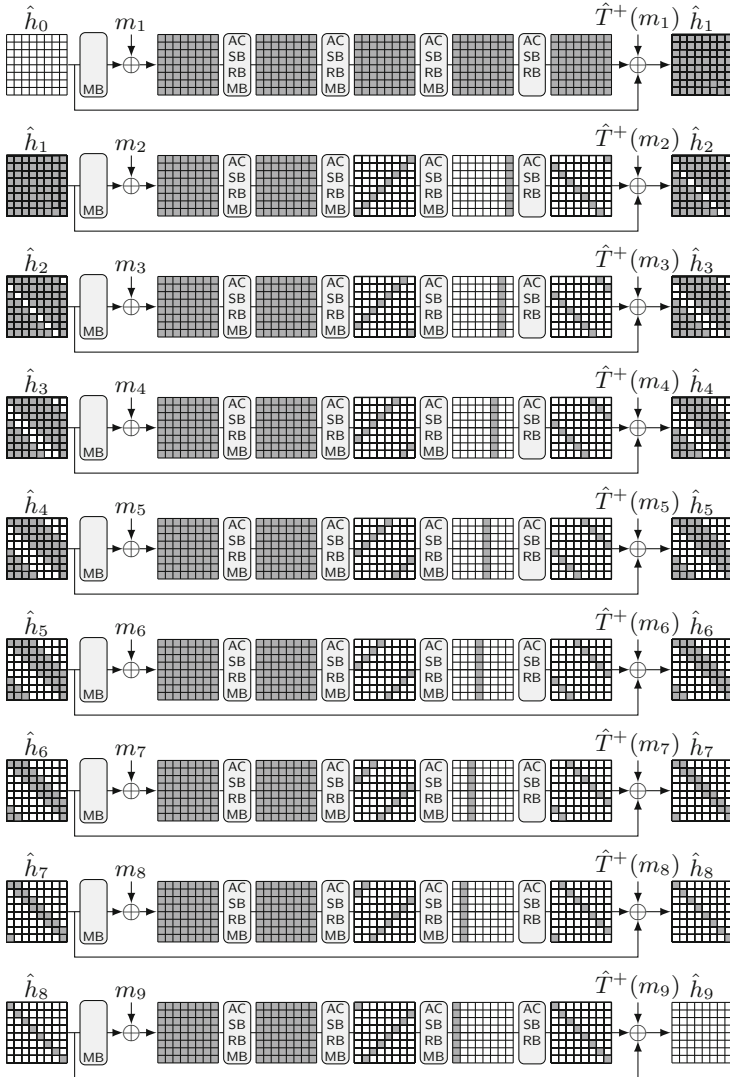 ĥ₀ m₁ T̂⁺(m₁) ĥ₁
AC AC AC AC
SB SB SB SB
RB RB RB RB
MB MB MB MB
ĥ₁ m₂ T̂⁺(m₂) ĥ₂
AC AC AC AC
SB SB SB SB
RB RB RB RB
MB MB MB MB
ĥ₂ m₃ T̂⁺(m₃) ĥ₃
AC AC AC AC
SB SB SB SB
RB RB RB RB
MB MB MB MB
ĥ₃ m₄ T̂⁺(m₄) ĥ₄
AC AC AC AC
SB SB SB SB
RB RB RB RB
MB MB MB MB
ĥ₄ m₅ T̂⁺(m₅) ĥ₅
AC AC AC AC
SB SB SB SB
RB RB RB RB
MB MB MB MB
ĥ₅ m₆ T̂⁺(m₆) ĥ₆
AC AC AC AC
SB SB SB SB
RB RB RB RB
MB MB MB MB
ĥ₆ m₇ T̂⁺(m₇) ĥ₇
AC AC AC AC
SB SB SB SB
RB RB RB RB
MB MB MB MB
ĥ₇ m₈ T̂⁺(m₈) ĥ₈
AC AC AC AC
SB SB SB SB
RB RB RB RB
MB MB MB MB
ĥ₈ m₉ T̂⁺(m₉) ĥ₉
AC AC AC AC
SB SB SB SB
RB RB RB RB
MB MB MB MB